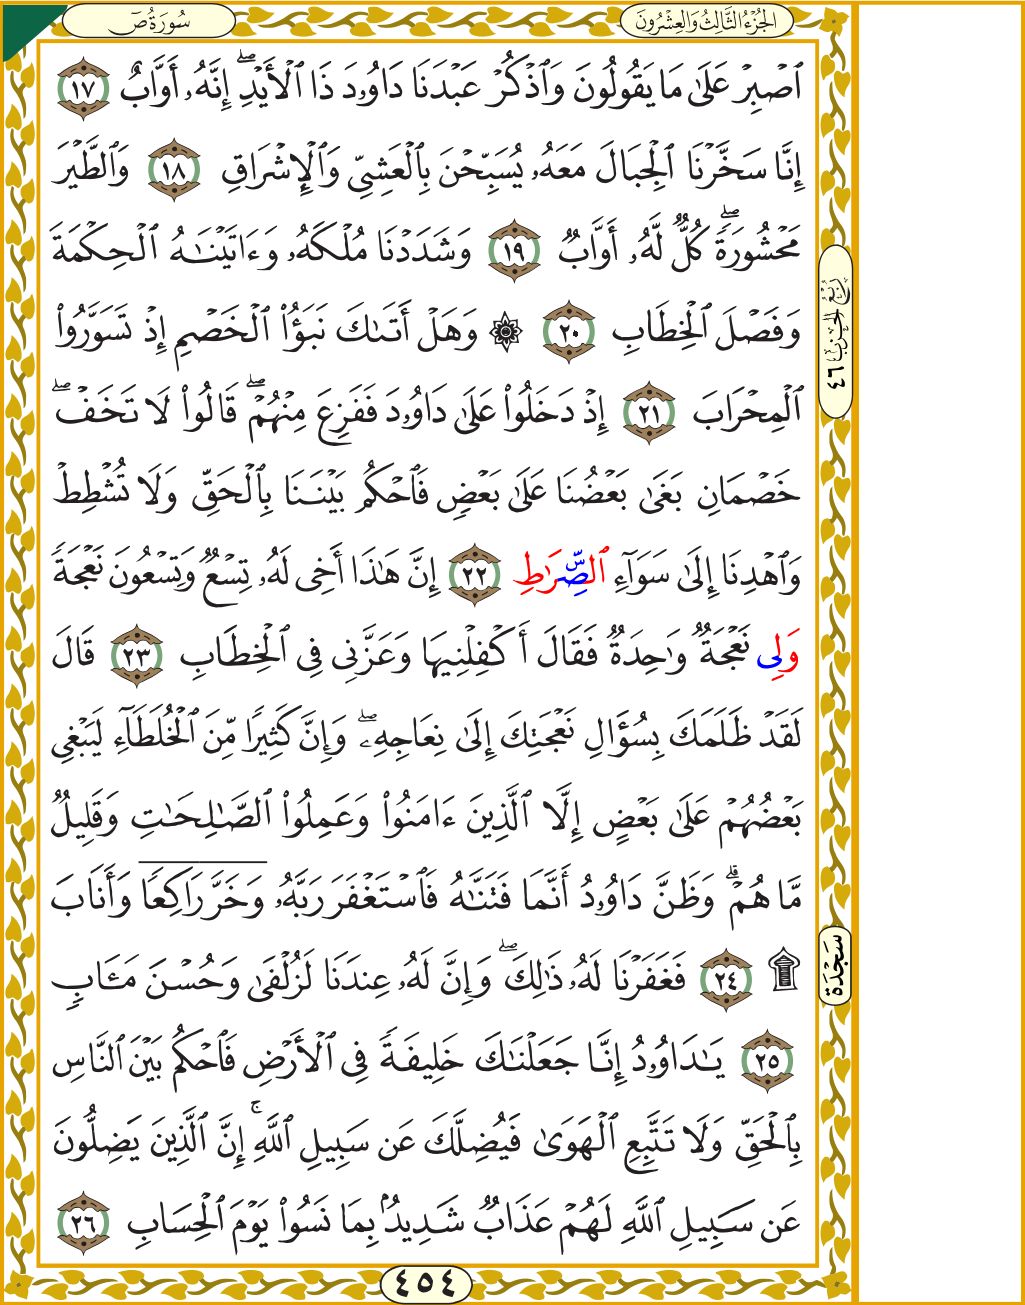 سُورَةُ صٓ
الجُزْءُ الثَّالِثُ وَالعِشْرُونَ
ٱصۡبِرۡ عَلَىٰ مَا يَقُولُونَ وَٱذۡكُرۡ عَبۡدَنَا دَاوُۥدَ ذَا ٱلۡأَيۡدِۖ إِنَّهُۥٓ أَوَّابٌ ١٧
إِنَّا سَخَّرۡنَا ٱلۡجِبَالَ مَعَهُۥ يُسَبِّحۡنَ بِٱلۡعَشِيِّ وَٱلۡإِشۡرَاقِ ١٨ وَٱلطَّيۡرَ
مَحۡشُورَةٗۖ كُلّٞ لَّهُۥٓ أَوَّابٞ ١٩ وَشَدَدۡنَا مُلۡكَهُۥ وَءَاتَيۡنَٰهُ ٱلۡحِكۡمَةَ
وَفَصۡلَ ٱلۡخِطَابِ ٢٠ ۞ وَهَلۡ أَتَىٰكَ نَبَؤُاْ ٱلۡخَصۡمِ إِذۡ تَسَوَّرُواْ
ٱلۡمِحۡرَابَ ٢١ إِذۡ دَخَلُواْ عَلَىٰ دَاوُۥدَ فَفَزِعَ مِنۡهُمۡۖ قَالُواْ لَا تَخَفۡۖ
خَصۡمَانِ بَغَىٰ بَعۡضُنَا عَلَىٰ بَعۡضٖ فَٱحۡكُم بَيۡنَنَا بِٱلۡحَقِّ وَلَا تُشۡطِطۡ
وَٱهۡدِنَآ إِلَىٰ سَوَآءِ ٱلصِّرَٰطِ ٢٢ إِنَّ هَٰذَآ أَخِي لَهُۥ تِسۡعٞ وَتِسۡعُونَ نَعۡجَةٗ
وَلِي نَعۡجَةٞ وَٰحِدَةٞ فَقَالَ أَكۡفِلۡنِيهَا وَعَزَّنِي فِي ٱلۡخِطَابِ ٢٣ قَالَ
لَقَدۡ ظَلَمَكَ بِسُؤَالِ نَعۡجَتِكَ إِلَىٰ نِعَاجِهِۦۖ وَإِنَّ كَثِيرٗا مِّنَ ٱلۡخُلَطَآءِ لَيَبۡغِي
بَعۡضُهُمۡ عَلَىٰ بَعۡضٍ إِلَّا ٱلَّذِينَ ءَامَنُواْ وَعَمِلُواْ ٱلصَّٰلِحَٰتِ وَقَلِيلٞ
مَّا هُمۡۗ وَظَنَّ دَاوُۥدُ أَنَّمَا فَتَنَّٰهُ فَٱسۡتَغۡفَرَ رَبَّهُۥ وَخَرَّۤ رَاكِعٗاۤ وَأَنَابَ
۩ ٢٤ فَغَفَرۡنَا لَهُۥ ذَٰلِكَۖ وَإِنَّ لَهُۥ عِندَنَا لَزُلۡفَىٰ وَحُسۡنَ مَـَٔابٖ
٢٥ يَٰدَاوُۥدُ إِنَّا جَعَلۡنَٰكَ خَلِيفَةٗ فِي ٱلۡأَرۡضِ فَٱحۡكُم بَيۡنَ ٱلنَّاسِ
بِٱلۡحَقِّ وَلَا تَتَّبِعِ ٱلۡهَوَىٰ فَيُضِلَّكَ عَن سَبِيلِ ٱللَّهِۚ إِنَّ ٱلَّذِينَ يَضِلُّونَ
عَن سَبِيلِ ٱللَّهِ لَهُمۡ عَذَابٞ شَدِيدُۢ بِمَا نَسُواْ يَوۡمَ ٱلۡحِسَابِ ٢٦
رُبْعُ الحِزْبِ ٤٦
سَجْدَة
٤٥٤